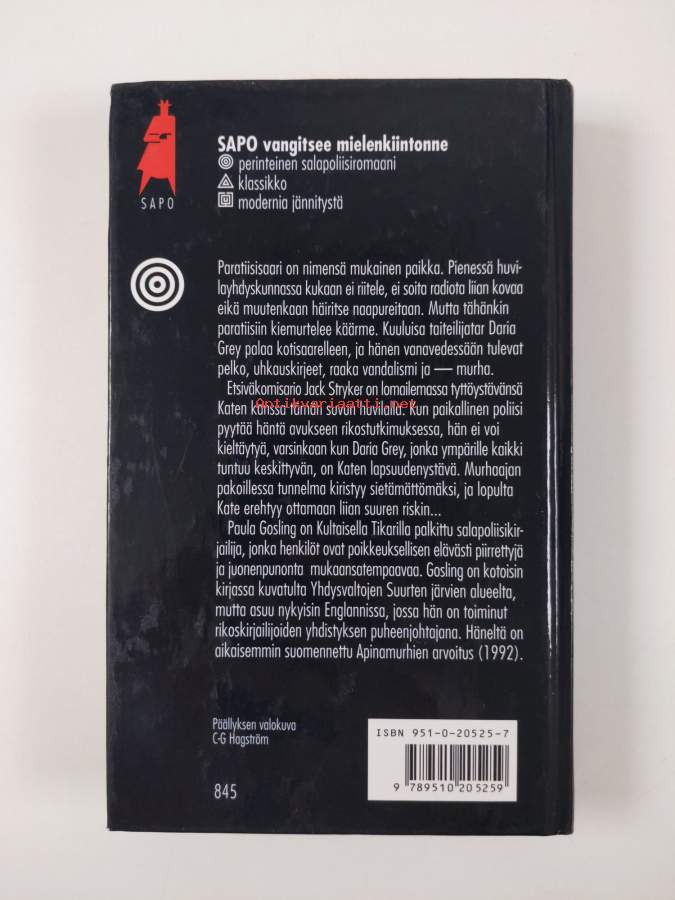 SAPO
SAPO vangitsee mielenkiintonne
perinteinen salapoliisiromaani
klassikko
modernia jännitystä
Paratiisisaari on nimensä mukainen paikka. Pienessä huvi-
layhdyskunnassa kukaan ei riitele, ei soita radiota liian kovaa
eikä muutenkaan häiritse naapureitaan. Mutta tähänkin
paratiisiin kiemurtelee käärme. Kuuluisa taiteilijatar Daria
Grey palaa kotisaarelleen, ja hänen vanavedessään tulevat
pelko, uhkauskirjeet, raaka vandalismi ja — murha.
Etsiväkomisario Jack Stryker on lomailemassa tyttöystävänsä
Katen kanssa tämän suvun huvilalla. Kun paikallinen poliisi
Antikvariaatti.net
pyytää häntä avukseen rikostutkimuksessa, hän ei voi
kieltäytyä, varsinkaan kun Daria Grey, jonka ympärille kaikki
tuntuu keskittyvän, on Katen lapsuudenystävä. Murhaajan
pakoillessa tunnelma kiristyy sietämättömäksi, ja lopulta
Kate erehtyy ottamaan liian suuren riskin...
Paula Gosling on Kultaisella Tikarilla palkittu salapoliisikir-
jailija, jonka henkilöt ovat poikkeuksellisen elävästi piirrettyjä
ja juonenpunonta mukaansatempaavaa. Gosling on kotoisin
kirjassa kuvatulta Yhdysvaltojen Suurten järvien alueelta,
mutta asuu nykyisin Englannissa, jossa hän on toiminut
rikoskirjailijoiden yhdistyksen puheenjohtajana. Häneltä on
aikaisemmin suomennettu Apinamurhien arvoitus (1992).
Päällyksen valokuva
C-G Hagström
845
ISBN 951-0-20525-7
9 789510 205259